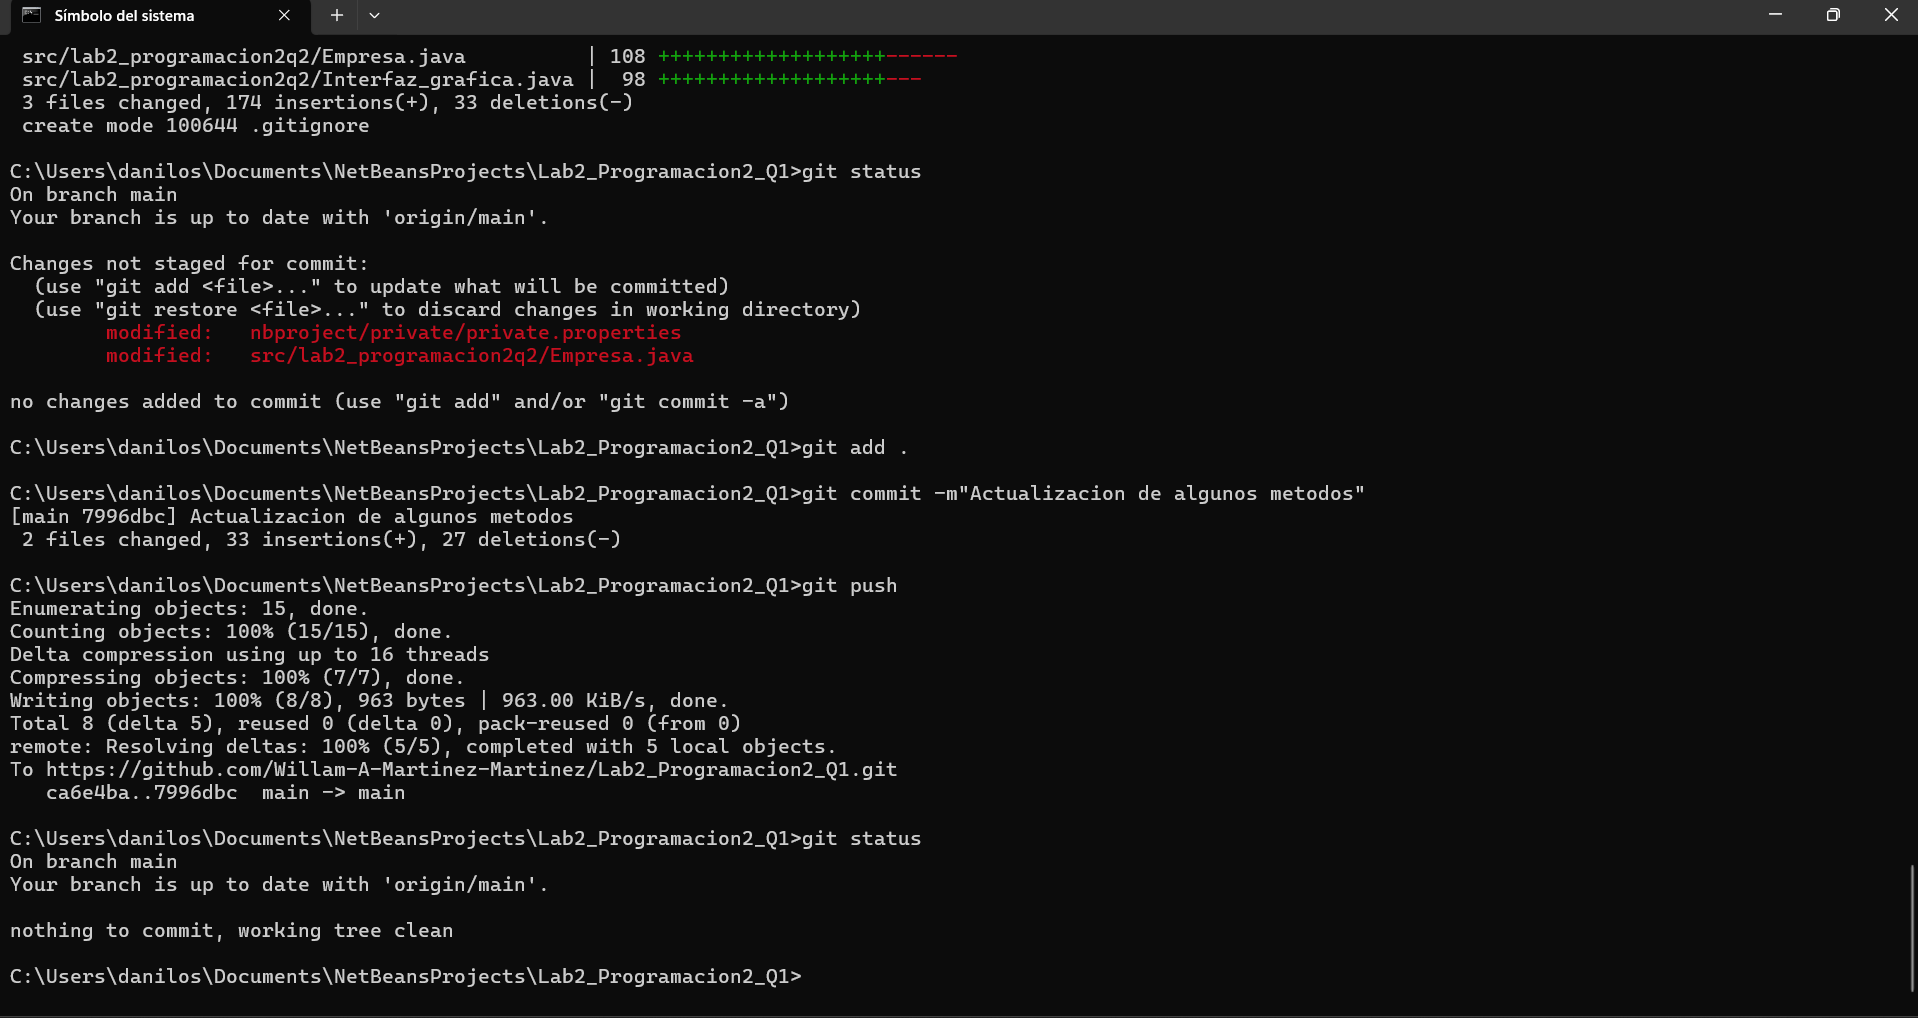 Símbolo del sistema
src/lab2_programacion2q2/Empresa.java          | 108 +++++++++++++++++++------
src/lab2_programacion2q2/Interfaz_grafica.java |  98 +++++++++++++++++++---
3 files changed, 174 insertions(+), 33 deletions(-)
create mode 100644 .gitignore
C:\Users\danilos\Documents\NetBeansProjects\Lab2_Programacion2_Q1>git status
On branch main
Your branch is up to date with 'origin/main'.
Changes not staged for commit:
(use "git add <file>..." to update what will be committed)
(use "git restore <file>..." to discard changes in working directory)
modified:   nbproject/private/private.properties
modified:   src/lab2_programacion2q2/Empresa.java
no changes added to commit (use "git add" and/or "git commit -a")
C:\Users\danilos\Documents\NetBeansProjects\Lab2_Programacion2_Q1>git add .
C:\Users\danilos\Documents\NetBeansProjects\Lab2_Programacion2_Q1>git commit -m"Actualizacion de algunos metodos"
[main 7996dbc] Actualizacion de algunos metodos
2 files changed, 33 insertions(+), 27 deletions(-)
C:\Users\danilos\Documents\NetBeansProjects\Lab2_Programacion2_Q1>git push
Enumerating objects: 15, done.
Counting objects: 100% (15/15), done.
Delta compression using up to 16 threads
Compressing objects: 100% (7/7), done.
Writing objects: 100% (8/8), 963 bytes | 963.00 KiB/s, done.
Total 8 (delta 5), reused 0 (delta 0), pack-reused 0 (from 0)
remote: Resolving deltas: 100% (5/5), completed with 5 local objects.
To https://github.com/Willam-A-Martinez-Martinez/Lab2_Programacion2_Q1.git
ca6e4ba..7996dbc  main -> main
C:\Users\danilos\Documents\NetBeansProjects\Lab2_Programacion2_Q1>git status
On branch main
Your branch is up to date with 'origin/main'.
nothing to commit, working tree clean
C:\Users\danilos\Documents\NetBeansProjects\Lab2_Programacion2_Q1>